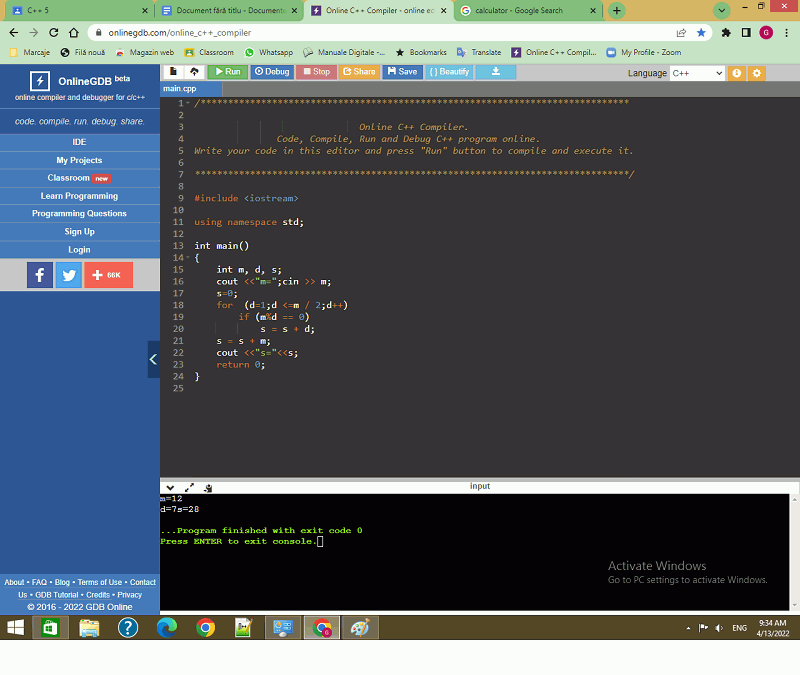 C++ 5
Document fără titlu - Documente
Online C++ Compiler - online ed
calculator - Google Search
onlinegdb.com/online_c++_compiler
Marcaje
Filă nouă
Magazin web
Classroom
Whatsapp
Manuale Digitale -...
Bookmarks
Translate
Online C++ Compil...
My Profile - Zoom
G
OnlineGDB beta
online compiler and debugger for c/c++
code. compile. run. debug. share.
IDE
My Projects
Classroom new
Learn Programming
Programming Questions
Sign Up
Login
f
+ 66K
Run
Debug
Stop
Share
Save
{ } Beautify
Language C++
main.cpp
1 /******************************************************************************
2
3 Online C++ Compiler.
4 Code, Compile, Run and Debug C++ program online.
5 Write your code in this editor and press "Run" button to compile and execute it.
6
7 *******************************************************************************/
8
9 #include <iostream>
10
11 using namespace std;
12
13 int main()
14 {
15 int m, d, s;
16 cout <<"m=";cin >> m;
17 s=0;
18 for (d=1;d <=m / 2;d++)
19 if (m%d == 0)
20 s = s + d;
21 s = s + m;
22 cout <<"s="<<s;
23 return 0;
24 }
25
input
m=12
d=7s=28
...Program finished with exit code 0
Press ENTER to exit console.
Activate Windows
Go to PC settings to activate Windows.
About • FAQ • Blog • Terms of Use • Contact
Us • GDB Tutorial • Credits • Privacy
© 2016 - 2022 GDB Online
ENG
9:34 AM
4/13/2022